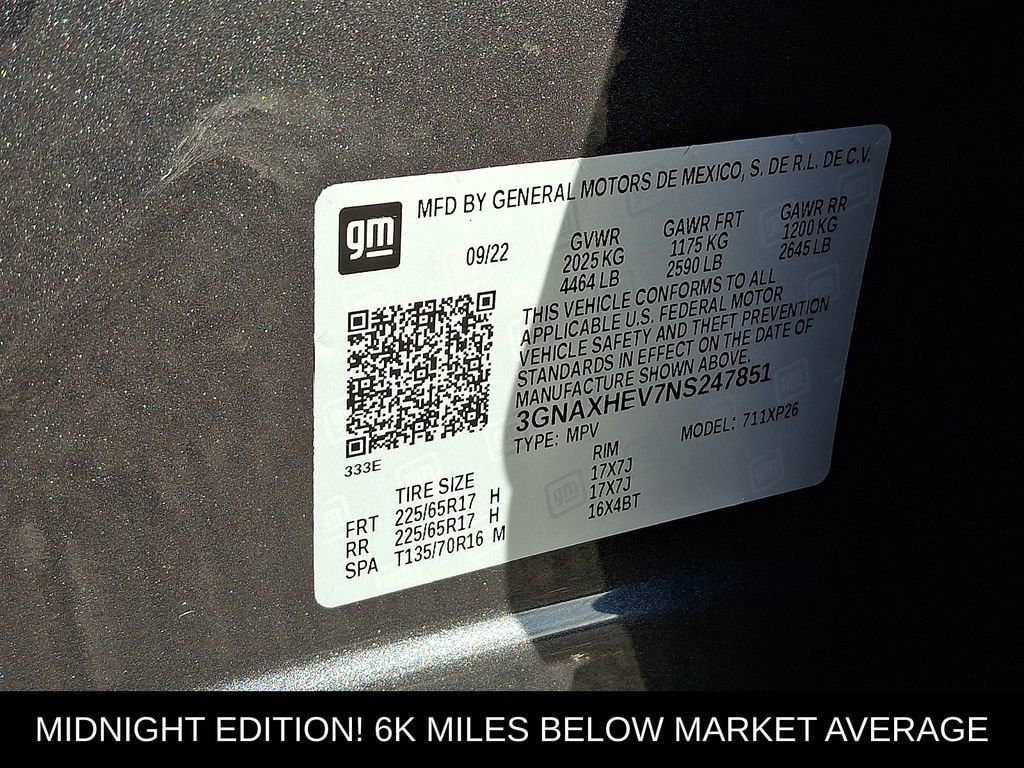 gm
MFD BY GENERAL MOTORS DE MEXICO, S. DE R.L. DE C.V.
09/22
GVWR
2025 KG
4464 LB
GAWR FRT
1175 KG
2590 LB
GAWR RR
1200 KG
2645 LB
THIS VEHICLE CONFORMS TO ALL
APPLICABLE U.S. FEDERAL MOTOR
VEHICLE SAFETY AND THEFT PREVENTION
STANDARDS IN EFFECT ON THE DATE OF
MANUFACTURE SHOWN ABOVE.
3GNAXHEV7NS247851
TYPE: MPV MODEL: 711XP26
333E
TIRE SIZE RIM
FRT 225/65R17 H 17X7J
RR 225/65R17 H 17X7J
SPA T135/70R16 M 16X4BT
MIDNIGHT EDITION! 6K MILES BELOW MARKET AVERAGE